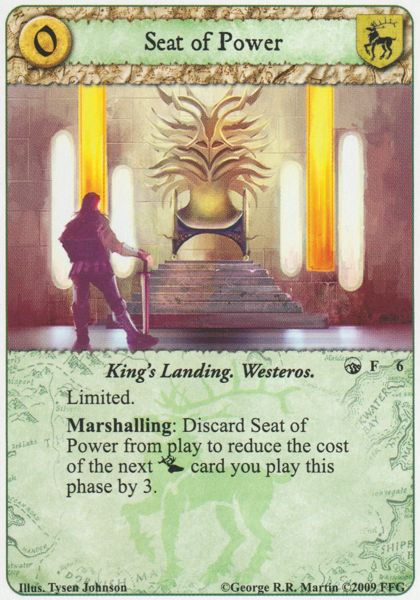 0 Seat of Power
King's Landing. Westeros. F 6
Limited.
Marshalling: Discard Seat of
Power from play to reduce the cost
of the next card you play this
phase by 3.
Illus. Tysen Johnson ©George R.R. Martin ©2009 FFG